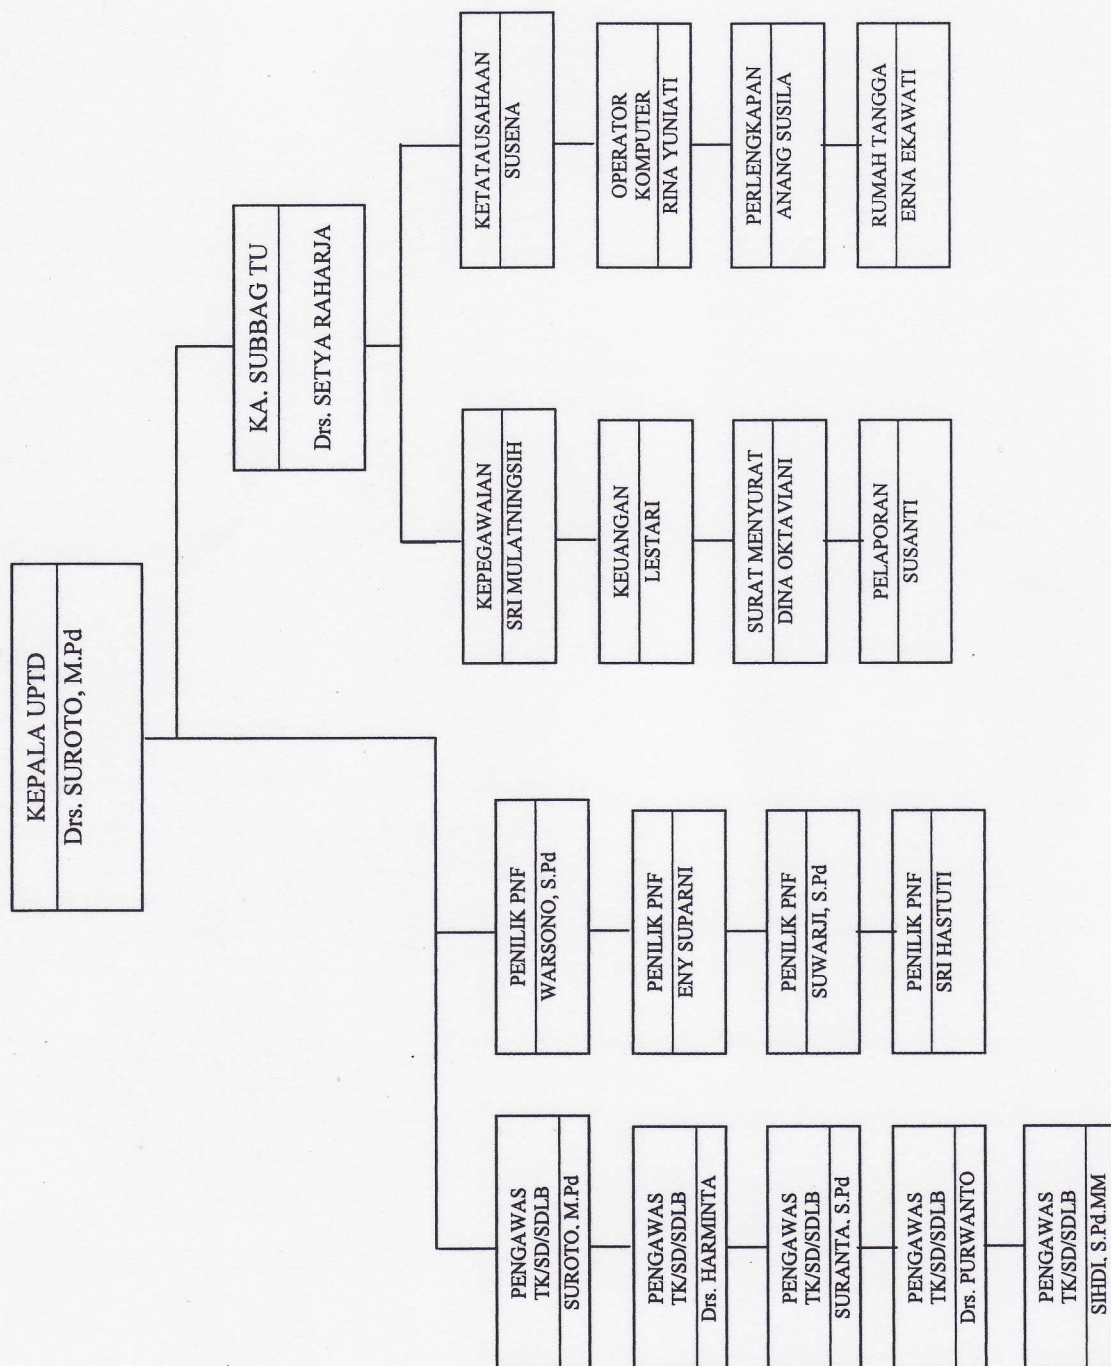 KEPALA UPTD
Drs. SUROTO, M.Pd
KA. SUBBAG TU
Drs. SETYA RAHARJA
PENGAWAS
TK/SD/SDLB
SUROTO, M.Pd
PENGAWAS
TK/SD/SDLB
Drs. HARMINTA
PENGAWAS
TK/SD/SDLB
SURANTA, S.Pd
PENGAWAS
TK/SD/SDLB
Drs. PURWANTO
PENGAWAS
TK/SD/SDLB
SIHDI, S.Pd.MM
PENILIK PNF
WARSONO, S.Pd
PENILIK PNF
ENY SUPARNI
PENILIK PNF
SUWARJI, S.Pd
PENILIK PNF
SRI HASTUTI
KEPEGAWAIAN
SRI MULATNINGSIH
KEUANGAN
LESTARI
SURAT MENYURAT
DINA OKTAVIANI
PELAPORAN
SUSANTI
KETATAUSAHAAN
SUSENA
OPERATOR
KOMPUTER
RINA YUNIATI
PERLENGKAPAN
ANANG SUSILA
RUMAH TANGGA
ERNA EKAWATI